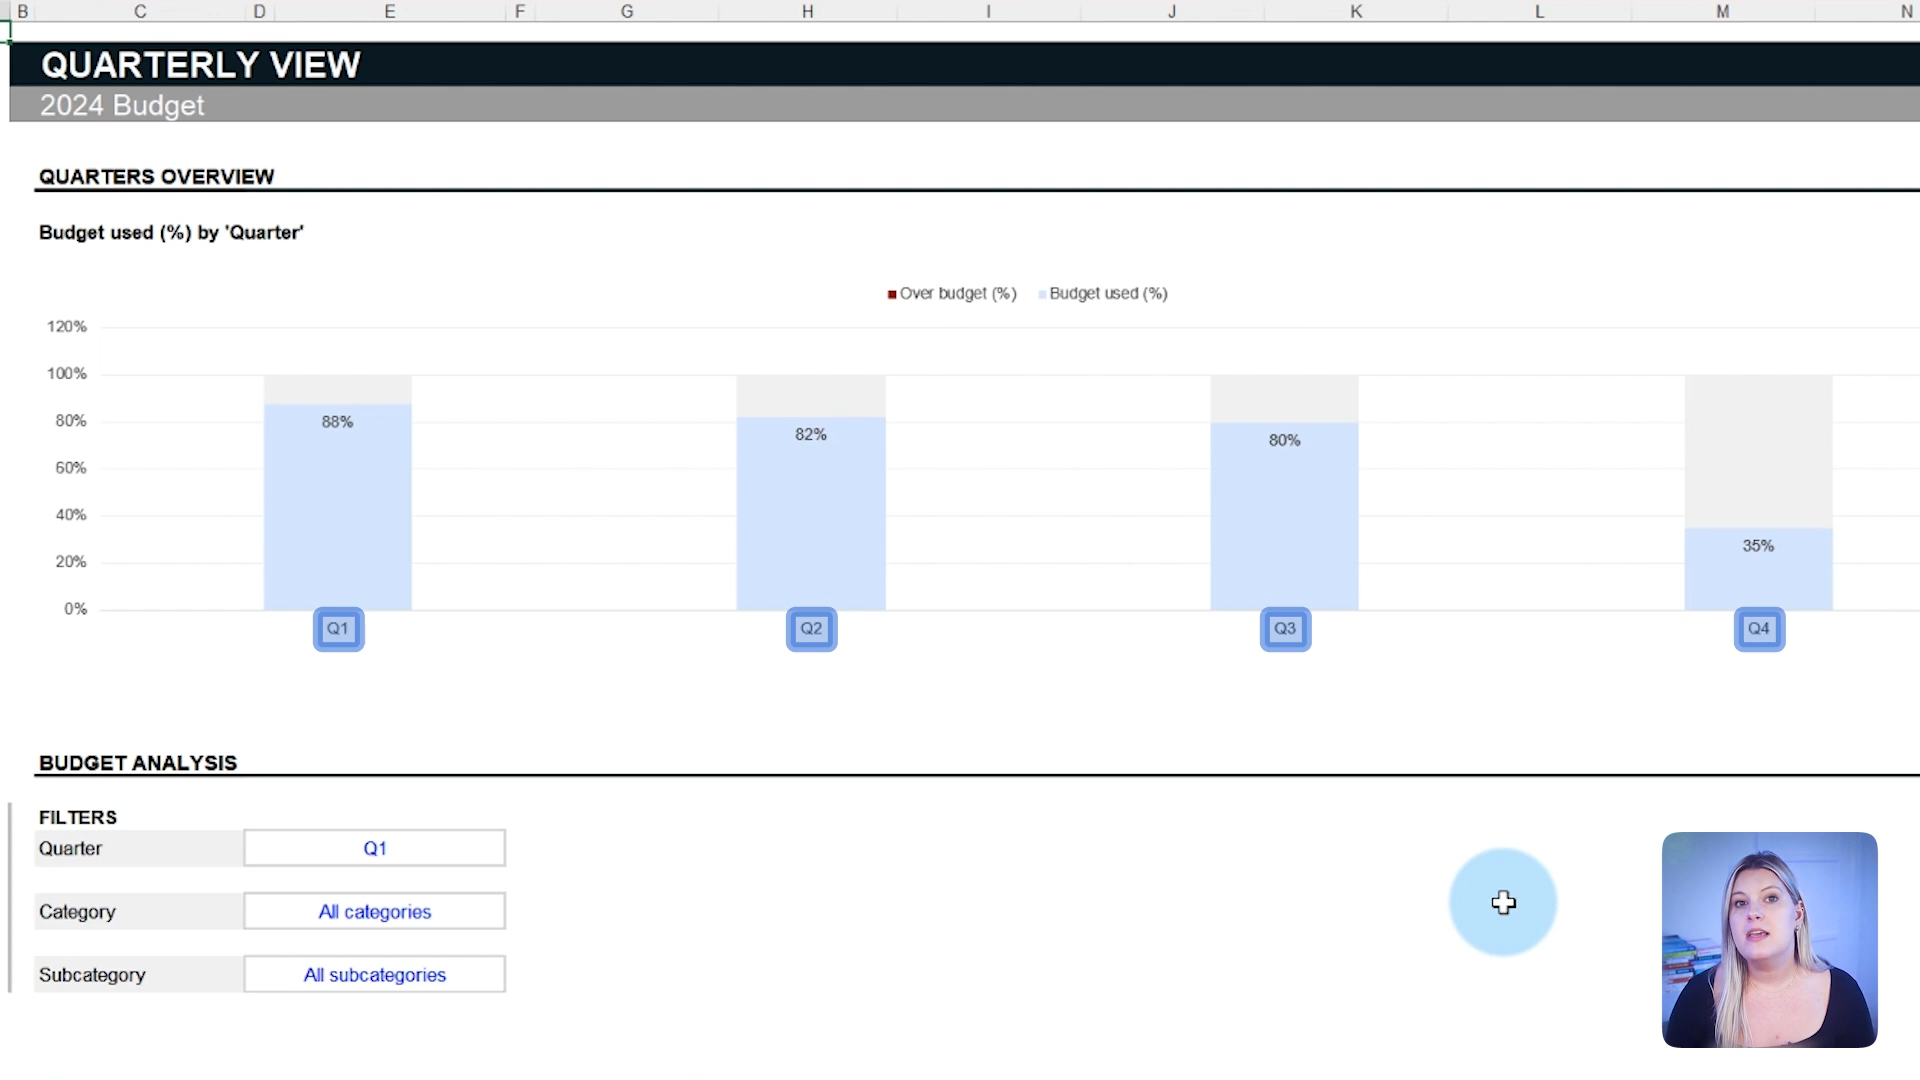 B C D E F G H I J K L M N
QUARTERLY VIEW
2024 Budget
QUARTERS OVERVIEW
Budget used (%) by 'Quarter'
Over budget (%) Budget used (%)
120%
100%
80%
60%
40%
20%
0%
88% 82% 80% 35%
Q1 Q2 Q3 Q4
BUDGET ANALYSIS
FILTERS
Quarter Q1
Category All categories
Subcategory All subcategories